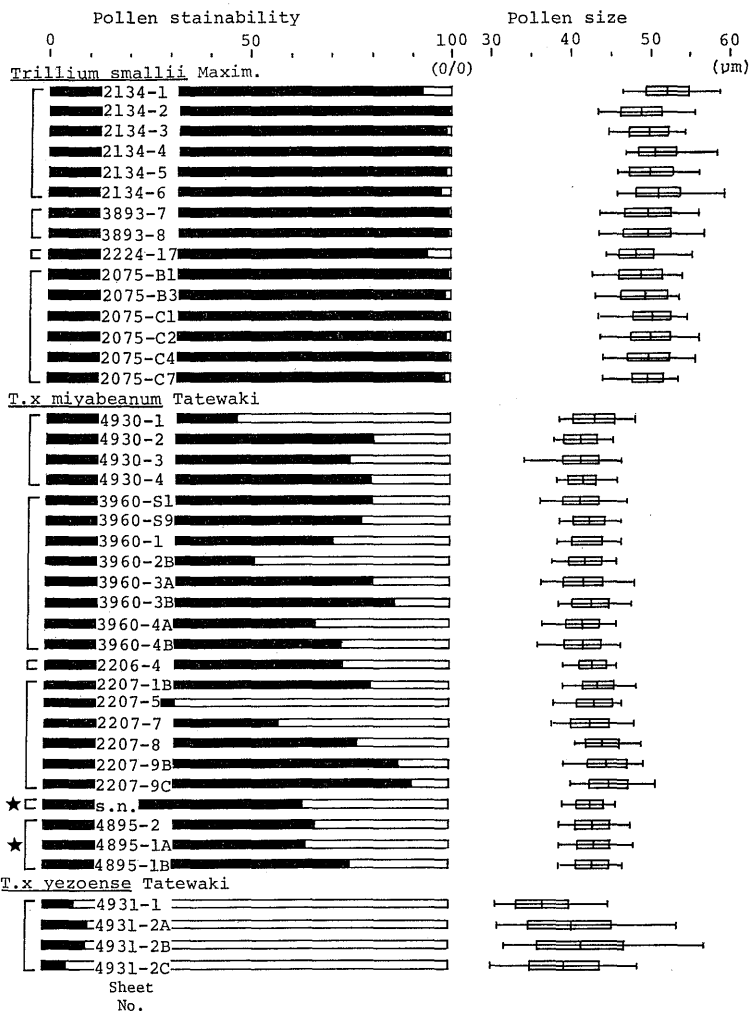 Pollen stainability Pollen size
0 50 100 30 40 50 60
(0/0) (µm)
Trillium smallii Maxim.
2134-1
2134-2
2134-3
2134-4
2134-5
2134-6
3893-7
3893-8
2224-17
2075-B1
2075-B3
2075-C1
2075-C2
2075-C4
2075-C7
T.x miyabeanum Tatewaki
4930-1
4930-2
4930-3
4930-4
3960-S1
3960-S9
3960-1
3960-2B
3960-3A
3960-3B
3960-4A
3960-4B
2206-4
2207-1B
2207-5
2207-7
2207-8
2207-9B
2207-9C
★ s.n.
4895-2
★ 4895-1A
4895-1B
T.x yezoense Tatewaki
4931-1
4931-2A
4931-2B
4931-2C
Sheet
No.